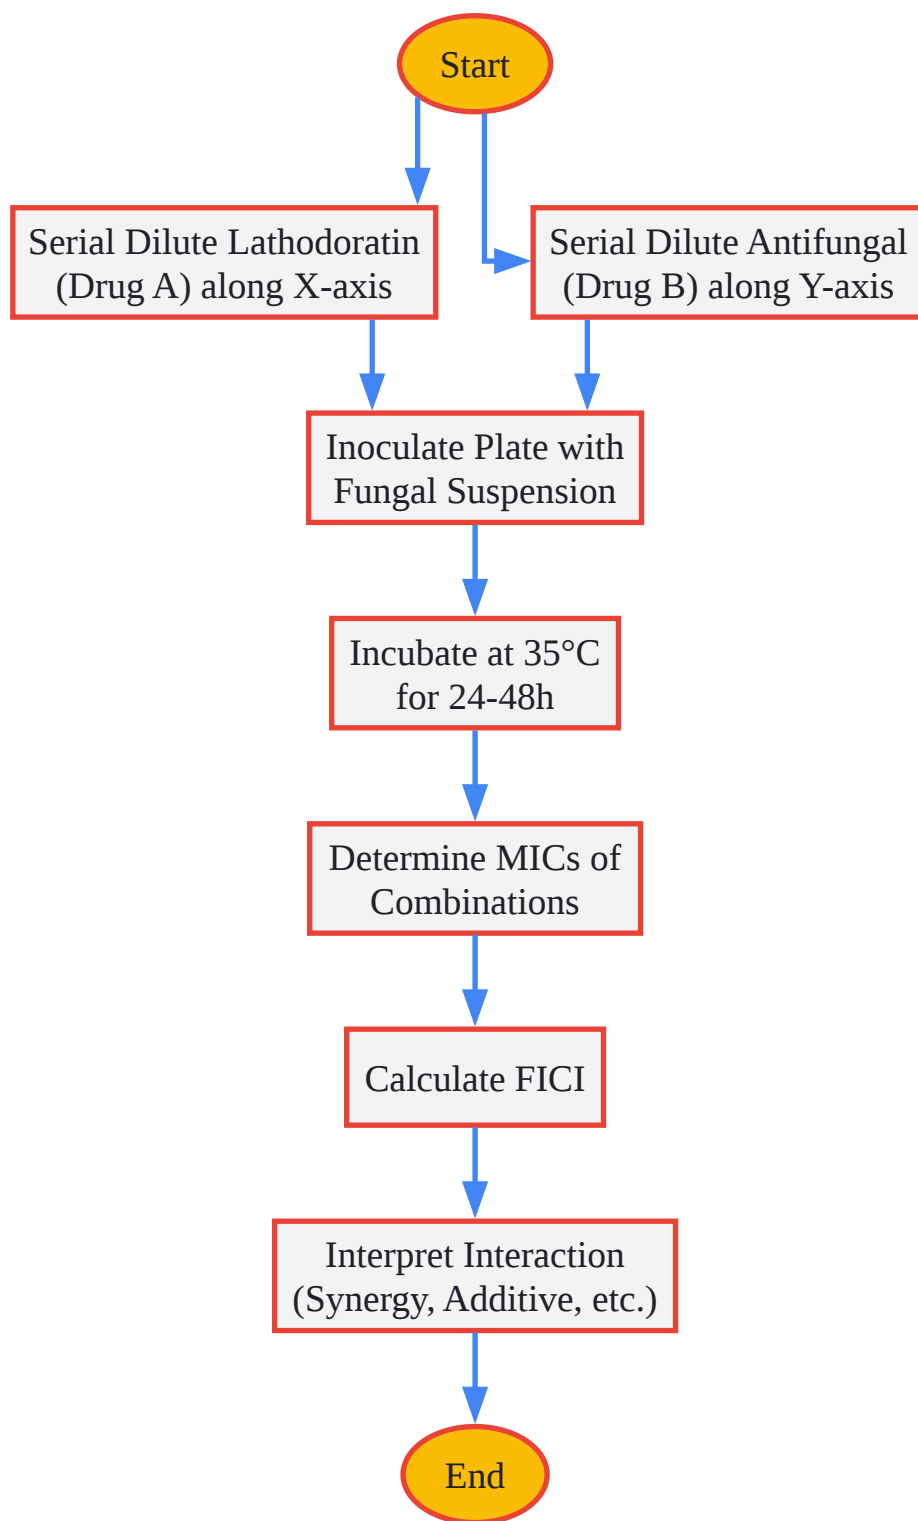 Start
Serial Dilute Lathodoratin
(Drug A) along X-axis
Serial Dilute Antifungal
(Drug B) along Y-axis
Inoculate Plate with
Fungal Suspension
Incubate at 35°C
for 24-48h
Determine MICs of
Combinations
Calculate FICI
Interpret Interaction
(Synergy, Additive, etc.)
End